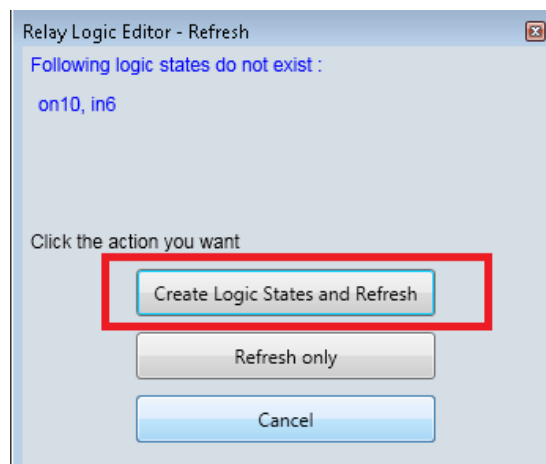 Relay Logic Editor - Refresh
Following logic states do not exist :
on10, in6
Click the action you want
Create Logic States and Refresh
Refresh only
Cancel